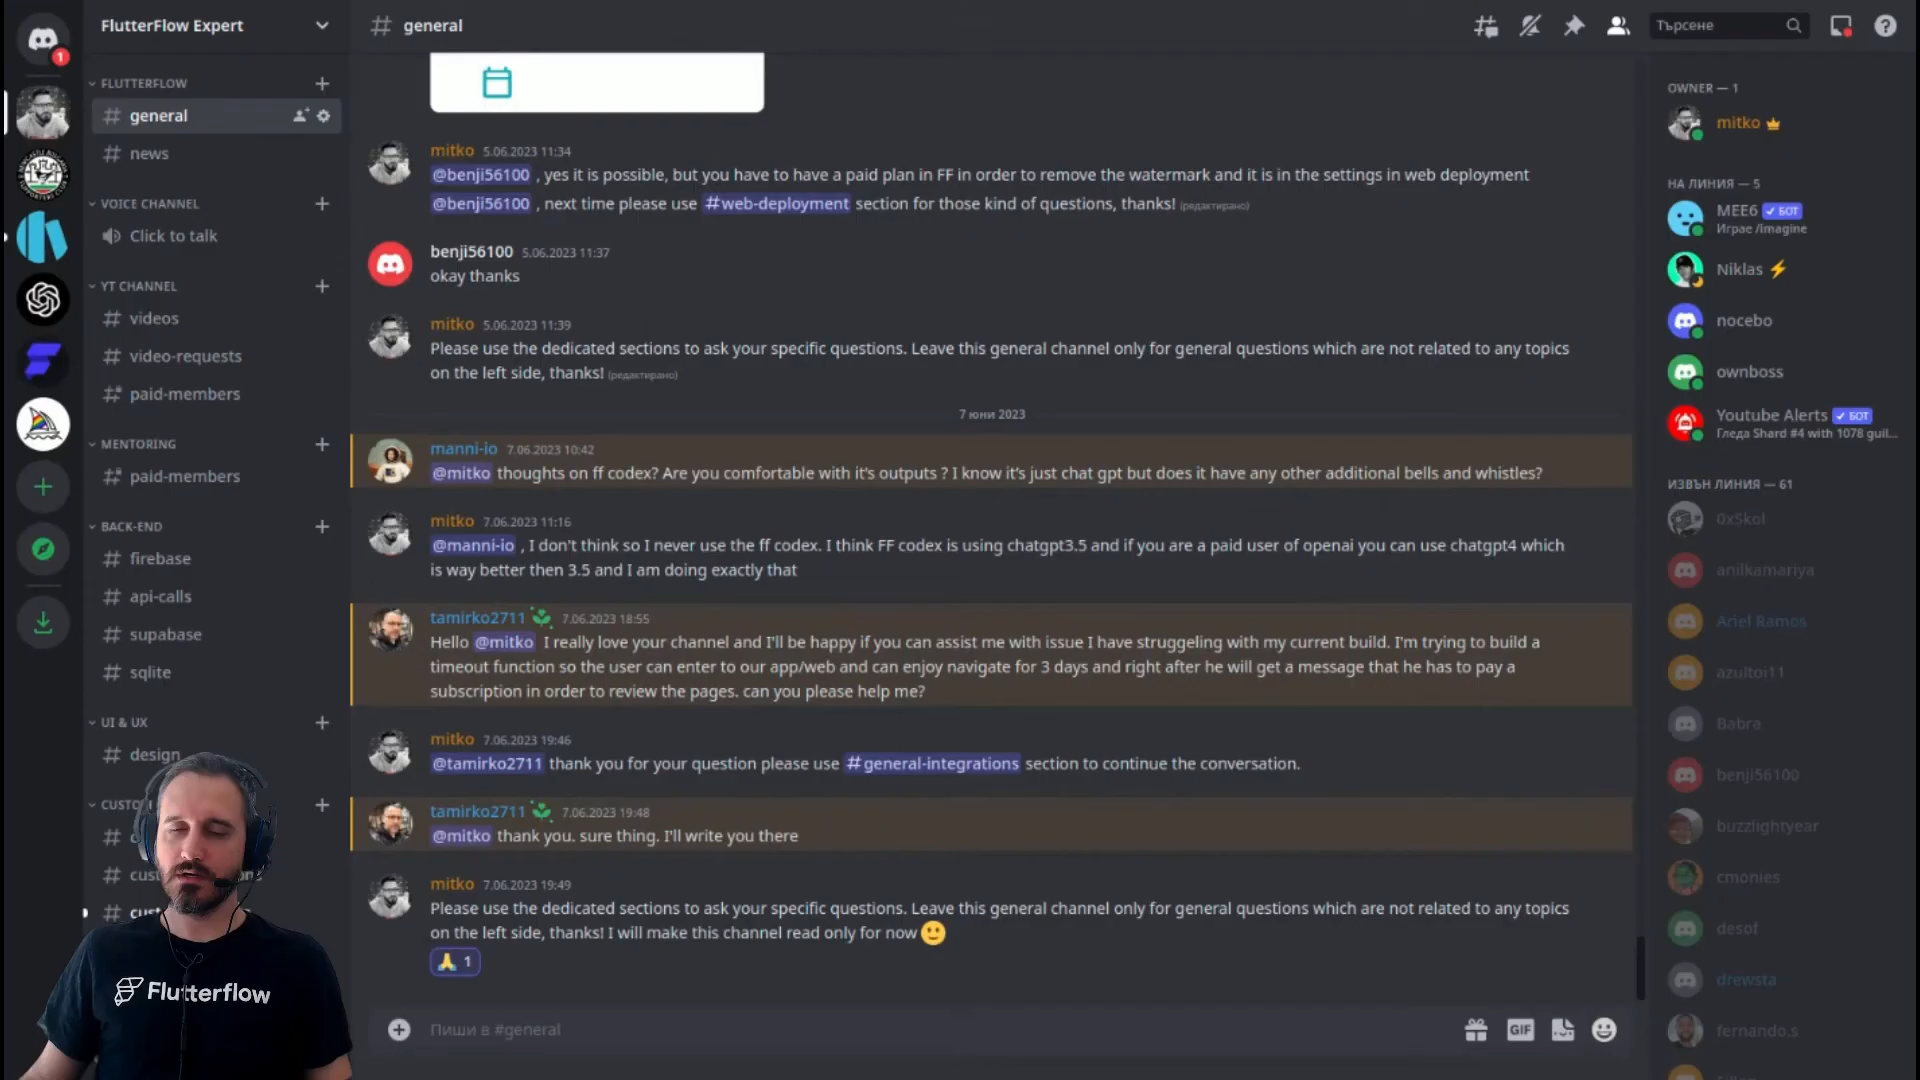 FlutterFlow Expert
general
Търсене
1
FLUTTERFLOW
general
news
VOICE CHANNEL
Click to talk
YT CHANNEL
videos
video-requests
paid-members
MENTORING
paid-members
BACK-END
firebase
api-calls
supabase
sqlite
UI & UX
design
mitko 5.06.2023 11:34
@benji56100 , yes it is possible, but you have to have a paid plan in FF in order to remove the watermark and it is in the settings in web deployment
@benji56100 , next time please use #web-deployment section for those kind of questions, thanks! (редактирано)
benji56100 5.06.2023 11:37
okay thanks
mitko 5.06.2023 11:39
Please use the dedicated sections to ask your specific questions. Leave this general channel only for general questions which are not related to any topics
on the left side, thanks! (редактирано)
7 юни 2023
manni-io 7.06.2023 10:42
@mitko thoughts on ff codex? Are you comfortable with it's outputs ? I know it's just chat gpt but does it have any other additional bells and whistles?
mitko 7.06.2023 11:16
@manni-io , I don't think so I never use the ff codex. I think FF codex is using chatgpt3.5 and if you are a paid user of openai you can use chatgpt4 which
is way better then 3.5 and I am doing exactly that
tamirko2711 7.06.2023 18:55
Hello @mitko I really love your channel and I'll be happy if you can assist me with issue I have struggeling with my current build. I'm trying to build a
timeout function so the user can enter to our app/web and can enjoy navigate for 3 days and right after he will get a message that he has to pay a
subscription in order to review the pages. can you please help me?
mitko 7.06.2023 19:46
@tamirko2711 thank you for your question please use #general-integrations section to continue the conversation.
tamirko2711 7.06.2023 19:48
@mitko thank you. sure thing. I'll write you there
mitko 7.06.2023 19:49
Please use the dedicated sections to ask your specific questions. Leave this general channel only for general questions which are not related to any topics
on the left side, thanks! I will make this channel read only for now 🙂
🙏 1
Пиши в #general
GIF
OWNER — 1
mitko
НА ЛИНИЯ — 5
MEE6 БОТ
Играе /imagine
Niklas ⚡
nocebo
ownboss
Youtube Alerts БОТ
Гледа Shard #4 with 1078 guil...
ИЗВЪН ЛИНИЯ — 61
0xSkol
anilkamariya
Ariel Ramos
azultoi11
Babra
benji56100
buzzlightyear
cmonies
desof
drewsta
fernando.s
Flutterflow